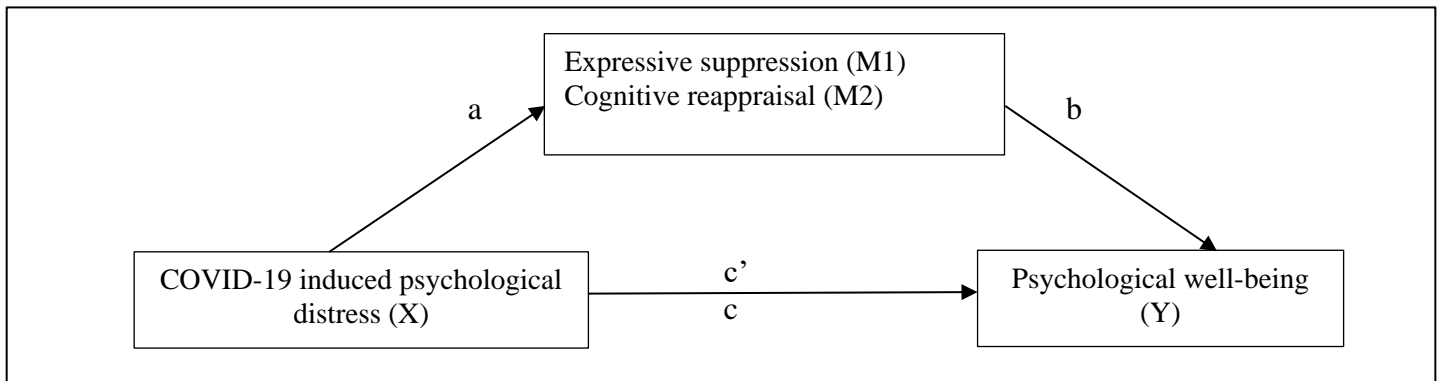 Expressive suppression (M1)
Cognitive reappraisal (M2)
a
b
COVID-19 induced psychological
distress (X)
c’
c
Psychological well-being
(Y)